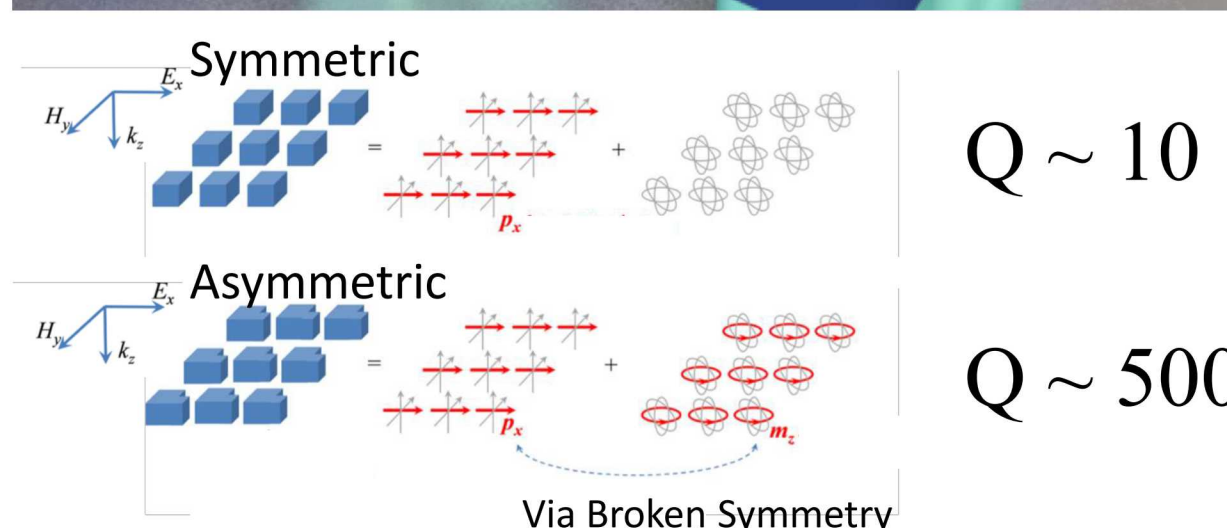 Symmetric
E_x
H_y
k_z
=
+
p_x
Q ~ 10
Asymmetric
E_x
H_y
k_z
=
+
p_x
m_z
Q ~ 500
Via Broken Symmetry